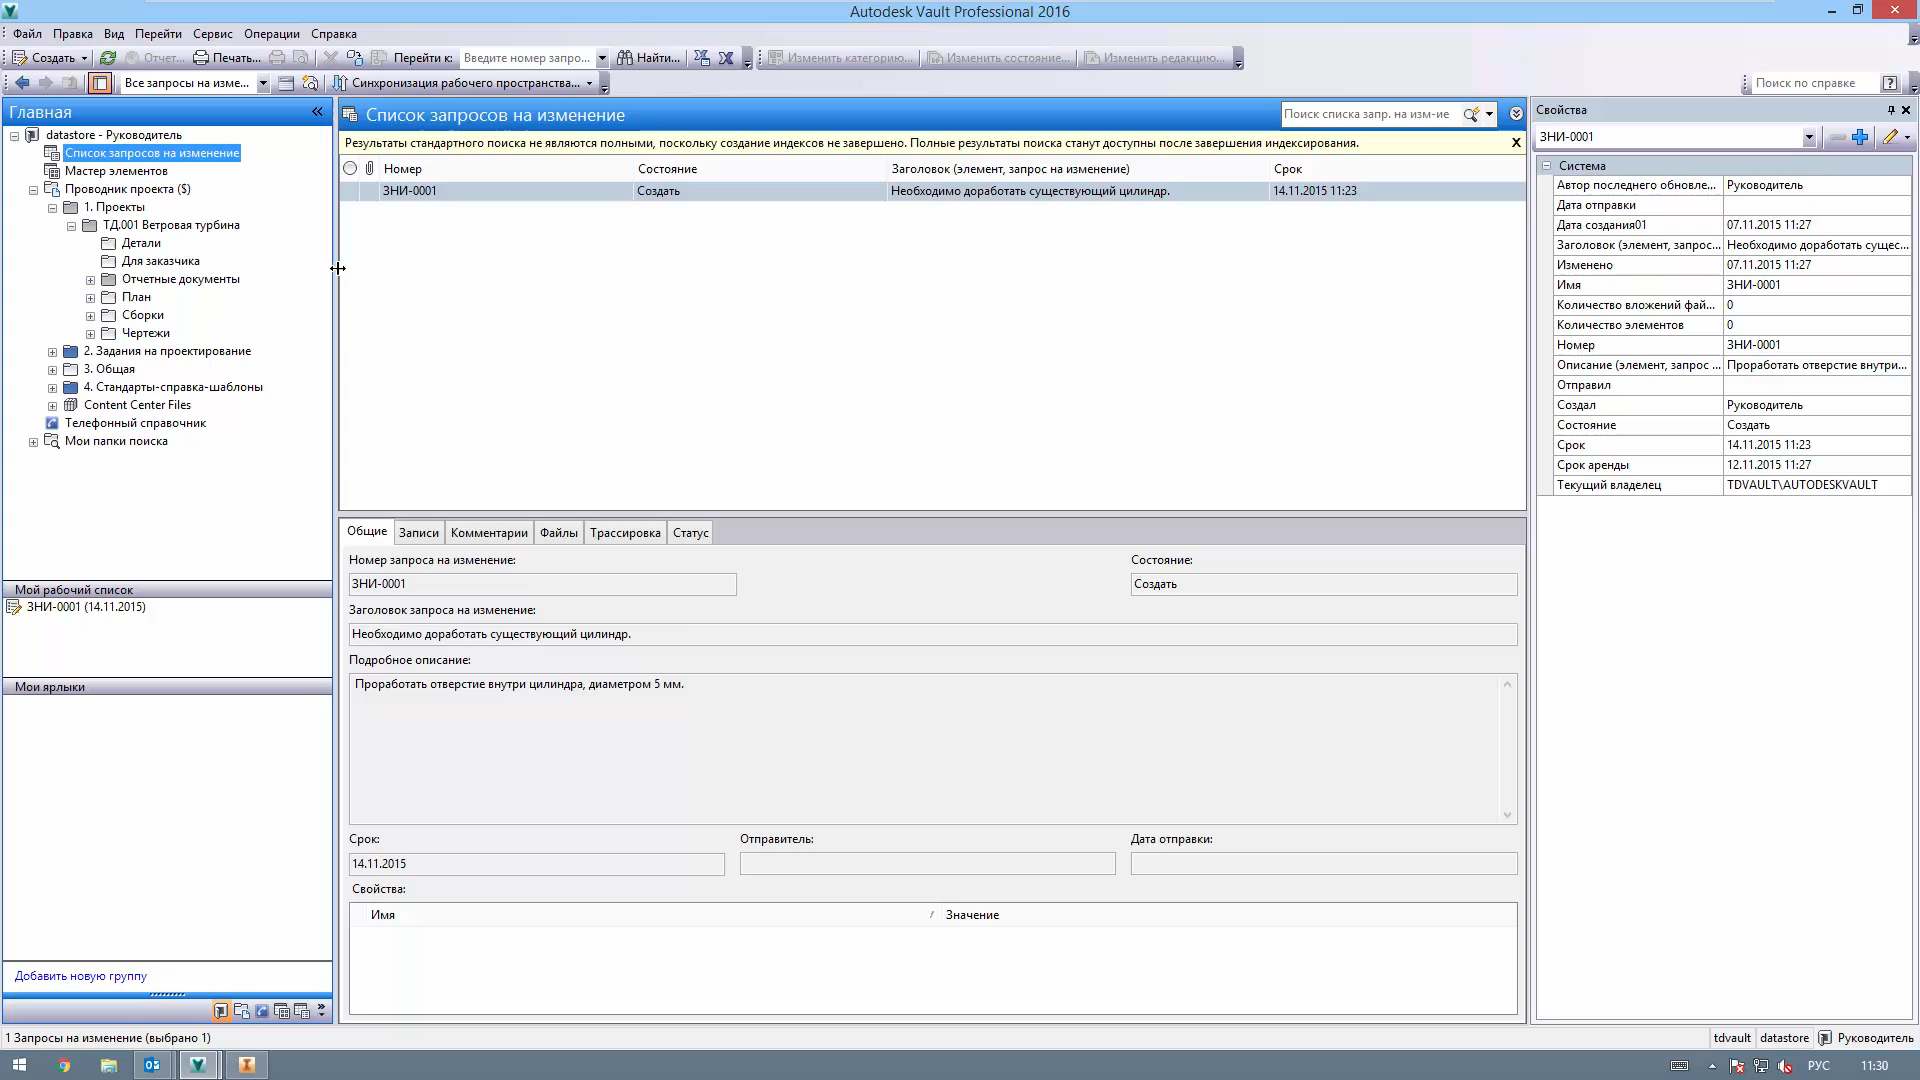 Autodesk Vault Professional 2016
Файл Правка Вид Перейти Сервис Операции Справка
Создать Отчет... Печать... Перейти к: Введите номер запро... Найти... Изменить категорию... Изменить состояние... Изменить редакцию...
Все запросы на изме... Синхронизация рабочего пространства... Поиск по справке
Главная
datastore - Руководитель
Список запросов на изменение
Мастер элементов
Проводник проекта ($)
1. Проекты
ТД.001 Ветровая турбина
Детали
Для заказчика
Отчетные документы
План
Сборки
Чертежи
2. Задания на проектирование
3. Общая
4. Стандарты-справка-шаблоны
Content Center Files
Телефонный справочник
Мои папки поиска
Мой рабочий список
ЗНИ-0001 (14.11.2015)
Мои ярлыки
Добавить новую группу
Список запросов на изменение
Поиск списка запр. на изм-ие
Результаты стандартного поиска не являются полными, поскольку создание индексов не завершено. Полные результаты поиска станут доступны после завершения индексирования. X
Номер Состояние Заголовок (элемент, запрос на изменение) Срок
ЗНИ-0001 Создать Необходимо доработать существующий цилиндр. 14.11.2015 11:23
Общие Записи Комментарии Файлы Трассировка Статус
Номер запроса на изменение: Состояние:
ЗНИ-0001 Создать
Заголовок запроса на изменение:
Необходимо доработать существующий цилиндр.
Подробное описание:
Проработать отверстие внутри цилиндра, диаметром 5 мм.
Срок: Отправитель: Дата отправки:
14.11.2015
Свойства:
Имя Значение
Свойства
ЗНИ-0001
Система
Автор последнего обновле... Руководитель
Дата отправки
Дата создания01 07.11.2015 11:27
Заголовок (элемент, запрос... Необходимо доработать сущес...
Изменено 07.11.2015 11:27
Имя ЗНИ-0001
Количество вложений фай... 0
Количество элементов 0
Номер ЗНИ-0001
Описание (элемент, запрос ... Проработать отверстие внутри...
Отправил
Создал Руководитель
Состояние Создать
Срок 14.11.2015 11:23
Срок аренды 12.11.2015 11:27
Текущий владелец TDVAULT\AUTODESKVAULT
1 Запросы на изменение (выбрано 1) tdvault datastore Руководитель
РУС 11:30